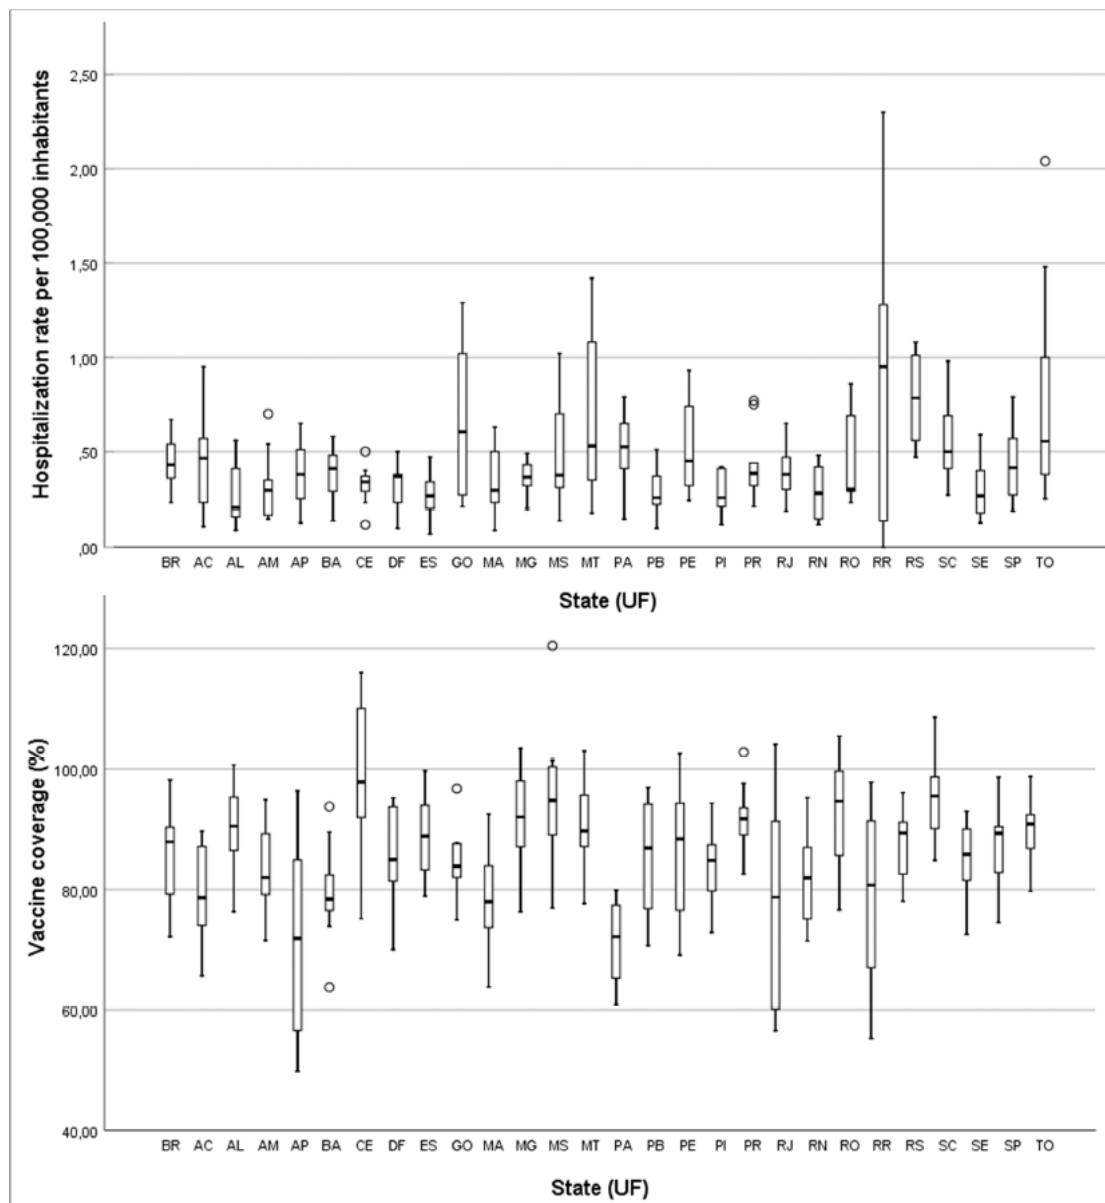 Hospitalization rate per 100,000 inhabitants
2,50
2,00
1,50
1,00
,50
,00
BR AC AL AM AP BA CE DF ES GO MA MG MS MT PA PB PE PI PR RJ RN RO RR RS SC SE SP TO
State (UF)
Vaccine coverage (%)
120,00
100,00
80,00
60,00
40,00
BR AC AL AM AP BA CE DF ES GO MA MG MS MT PA PB PE PI PR RJ RN RO RR RS SC SE SP TO
State (UF)